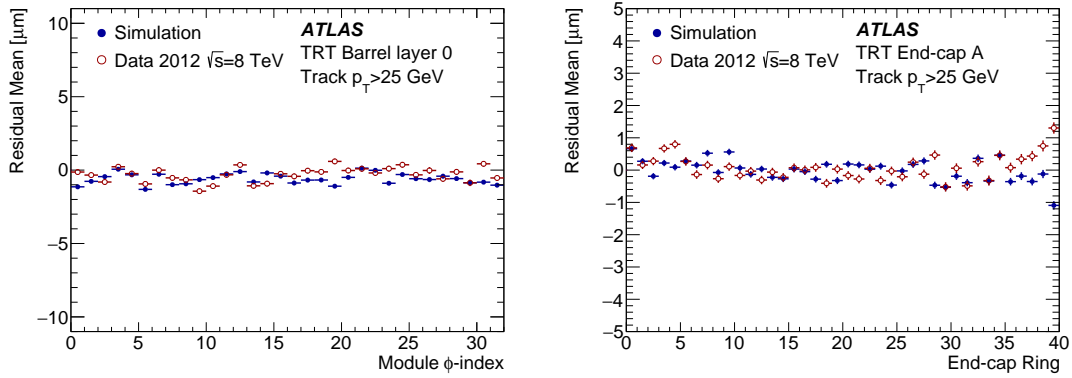 Residual Mean [μm]
10
5
0
−5
−10
Simulation
Data 2012 √s=8 TeV
ATLAS
TRT Barrel layer 0
Track pT>25 GeV
0 5 10 15 20 25 30
Module ϕ-index
Residual Mean [μm]
5
4
3
2
1
0
−1
−2
−3
−4
−5
Simulation
Data 2012 √s=8 TeV
ATLAS
TRT End-cap A
Track pT>25 GeV
0 5 10 15 20 25 30 35 40
End-cap Ring